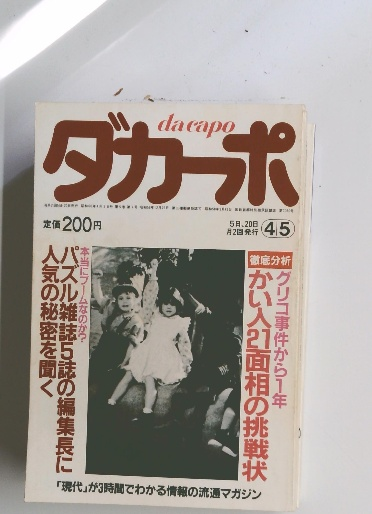 da capo
ダカーポ
定価200円
5日、20日
月2回発行
4/5
徹底分析
グリコ事件から1年
かい人21面相の挑戦状
本当にブームなのか?
パズル雑誌5誌の編集長に
人気の秘密を聞く
「現代」が3時間でわかる情報の流通マガジン